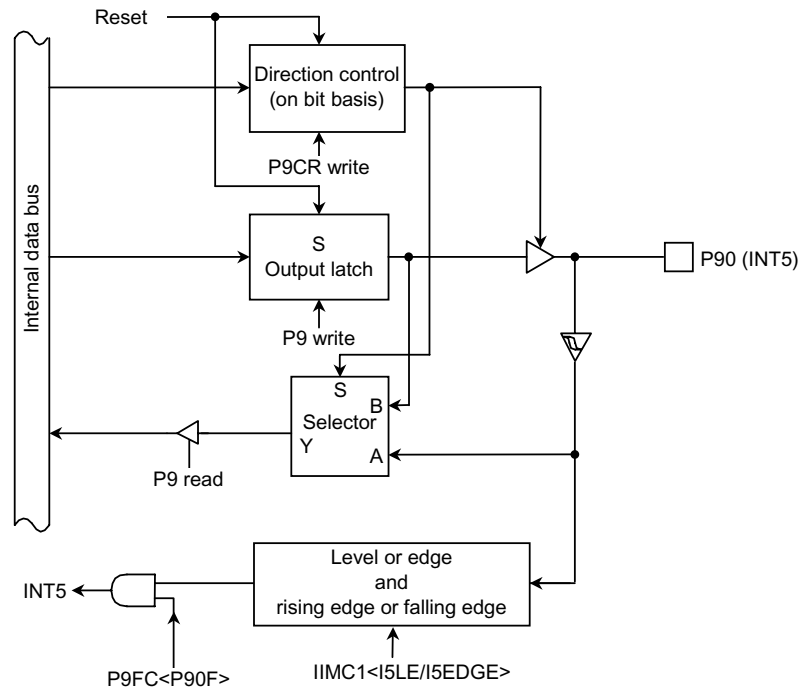 Reset
Direction control
(on bit basis)
P9CR write
Internal data bus
S
Output latch
P90 (INT5)
P9 write
S
B
Selector
Y
A
P9 read
Level or edge
and
rising edge or falling edge
INT5
P9FC<P90F>
IIMC1<I5LE/I5EDGE>